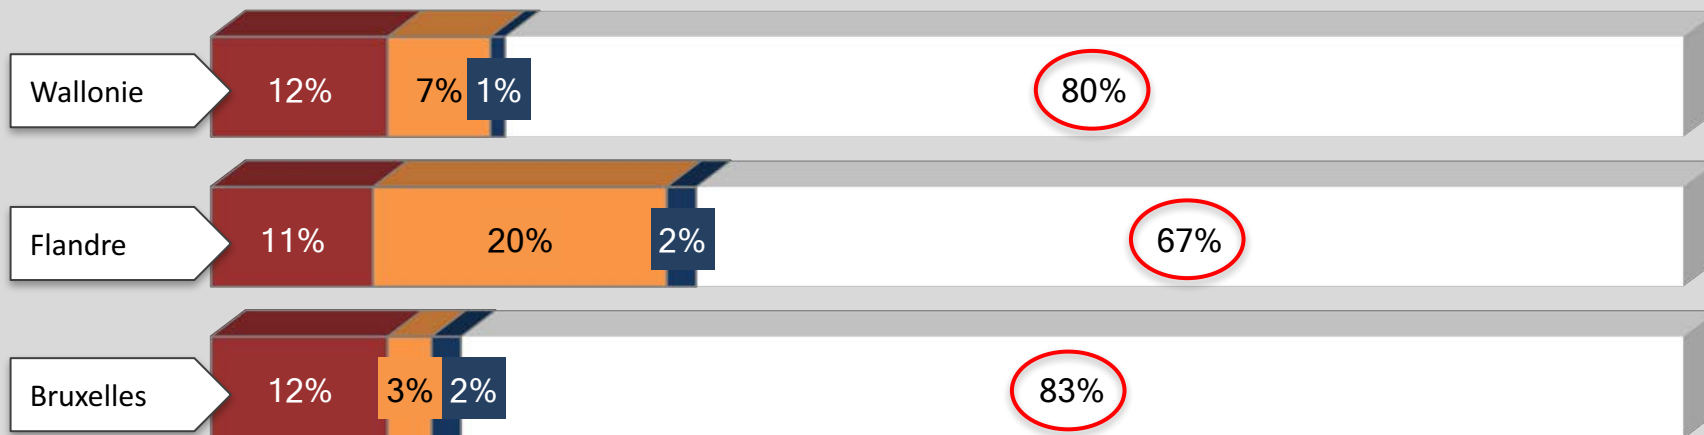 Wallonie 12% 7% 1% 80%
Flandre 11% 20% 2% 67%
Bruxelles 12% 3% 2% 83%